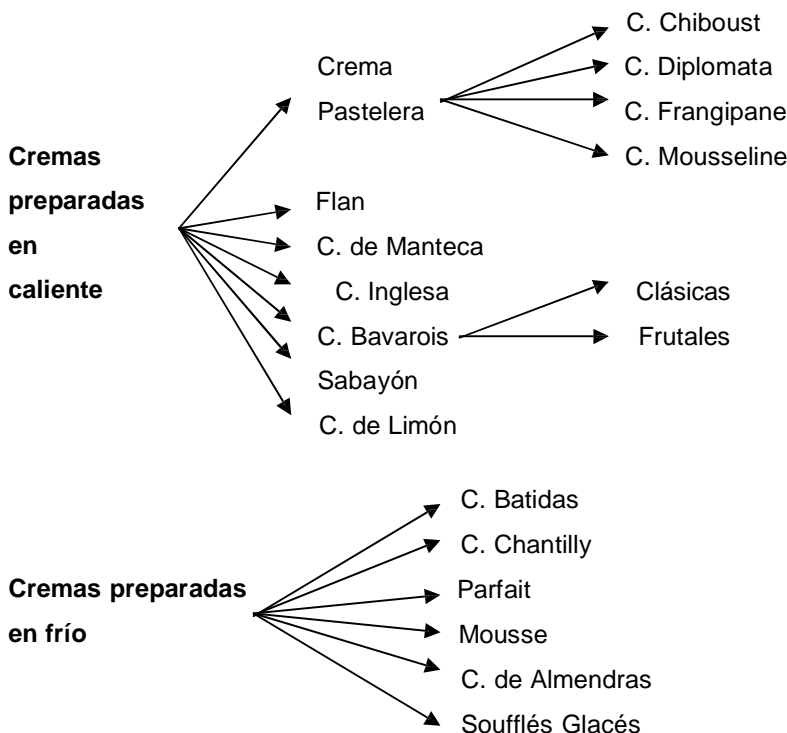 C. Chiboust
Crema
Pastelera
C. Diplomata
C. Frangipane
C. Mousseline
Cremas
preparadas
en
caliente
Flan
C. de Manteca
C. Inglesa
C. Bavarois
Clásicas
Frutales
Sabayón
C. de Limón
Cremas preparadas
en frío
C. Batidas
C. Chantilly
Parfait
Mousse
C. de Almendras
Soufflés Glacés